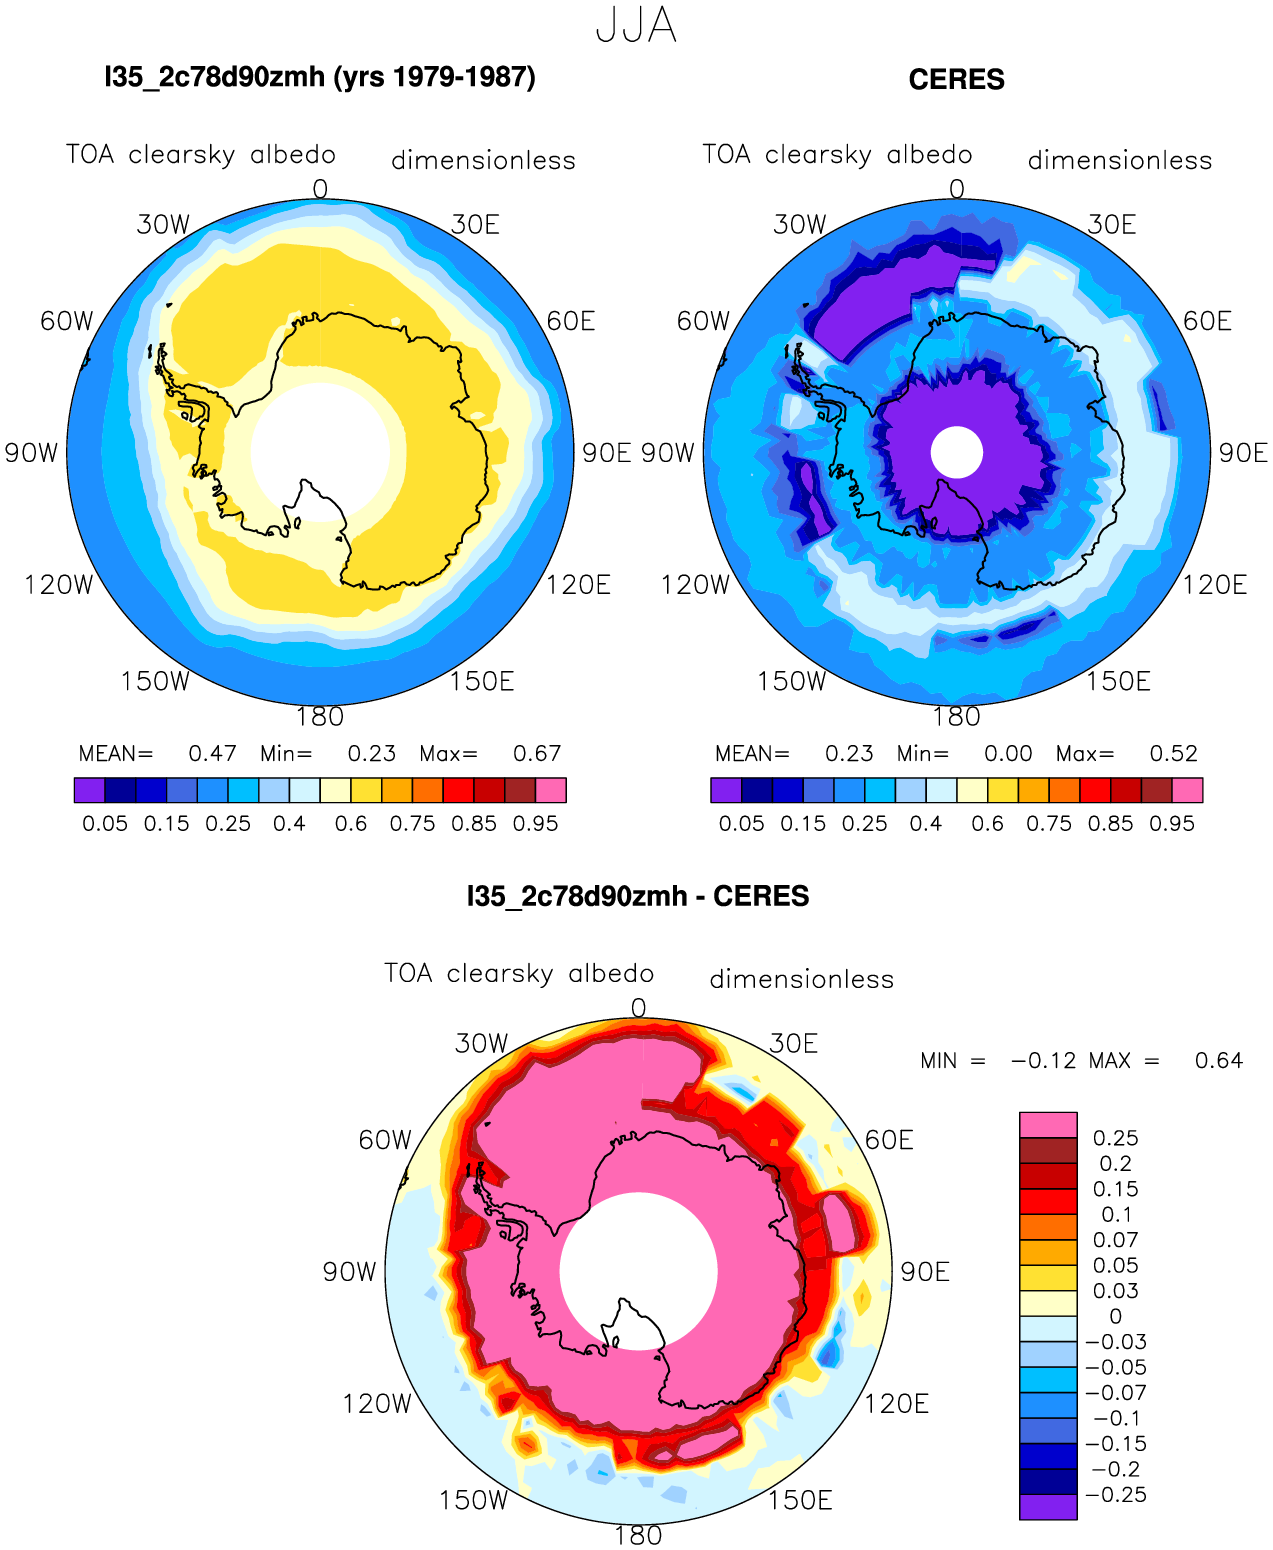 JJA
I35_2c78d90zmh (yrs 1979-1987)
CERES
TOA clearsky albedo dimensionless
TOA clearsky albedo dimensionless
0
0
30W 30E
30W 30E
60W 60E
60W 60E
90W 90E
90W 90E
120W 120E
120W 120E
150W 150E
150W 150E
180
180
MEAN= 0.47 Min= 0.23 Max= 0.67
MEAN= 0.23 Min= 0.00 Max= 0.52
0.05 0.15 0.25 0.4 0.6 0.75 0.85 0.95
0.05 0.15 0.25 0.4 0.6 0.75 0.85 0.95
I35_2c78d90zmh - CERES
TOA clearsky albedo dimensionless
0
30W 30E
MIN = −0.12 MAX = 0.64
60W 60E
90W 90E
120W 120E
150W 150E
180
0.25
0.2
0.15
0.1
0.07
0.05
0.03
0
−0.03
−0.05
−0.07
−0.1
−0.15
−0.2
−0.25